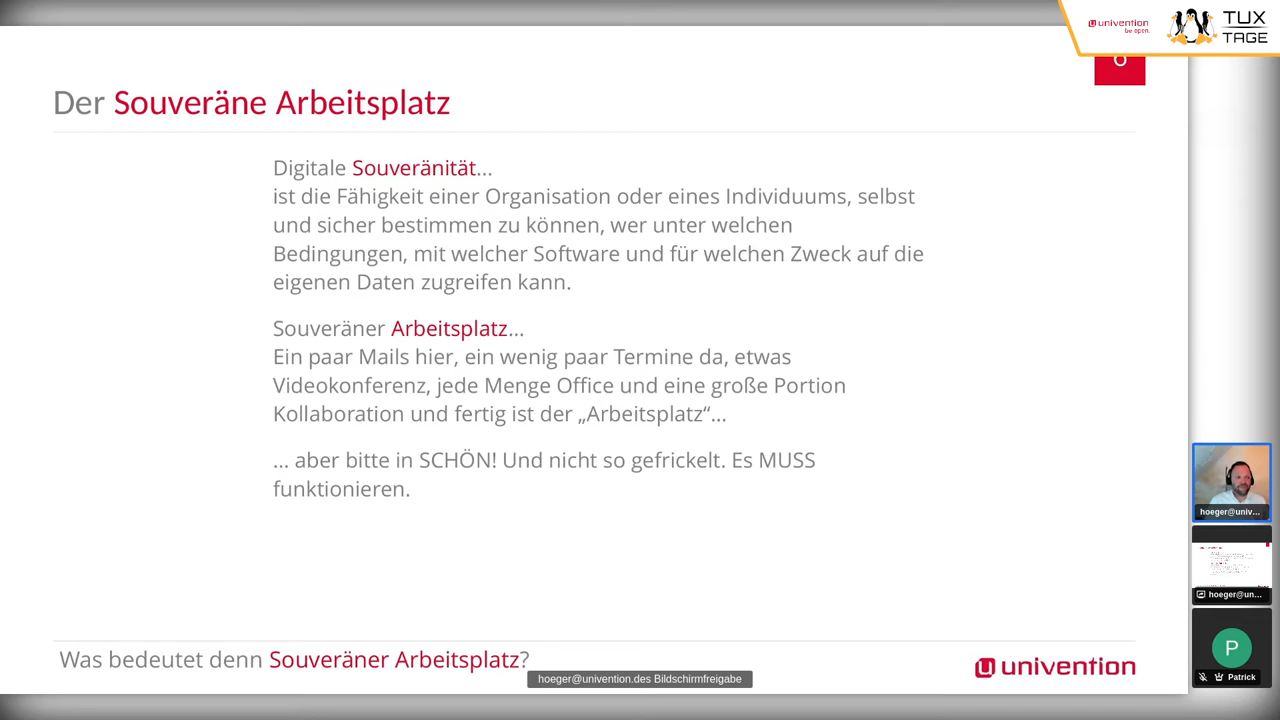 univention
be open.
TUX
TAGE
6
Der Souveräne Arbeitsplatz
Digitale Souveränität...
ist die Fähigkeit einer Organisation oder eines Individuums, selbst
und sicher bestimmen zu können, wer unter welchen
Bedingungen, mit welcher Software und für welchen Zweck auf die
eigenen Daten zugreifen kann.
Souveräner Arbeitsplatz...
Ein paar Mails hier, ein wenig paar Termine da, etwas
Videokonferenz, jede Menge Office und eine große Portion
Kollaboration und fertig ist der „Arbeitsplatz“...
... aber bitte in SCHÖN! Und nicht so gefrickelt. Es MUSS
funktionieren.
Was bedeutet denn Souveräner Arbeitsplatz?
univention
hoeger@univention.des Bildschirmfreigabe
hoeger@univ...
hoeger@un...
P
Patrick